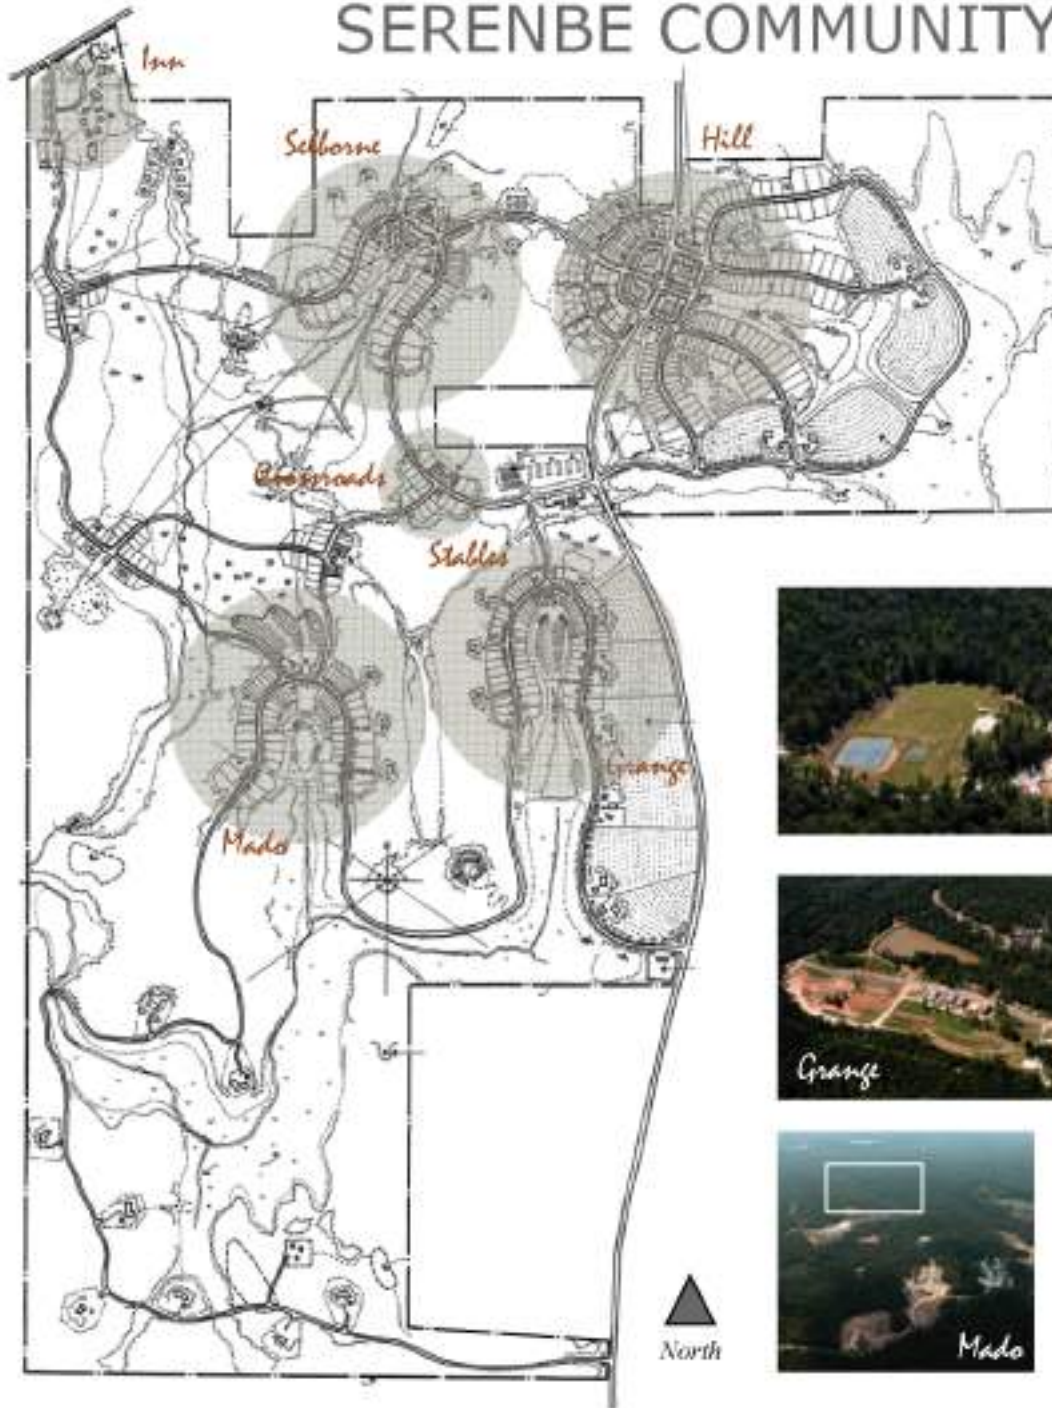 SERENBE COMMUNITY
Inn
Selborne
Hill
Crossroads
Stables
Grange
Mado
Grange
North
Mado